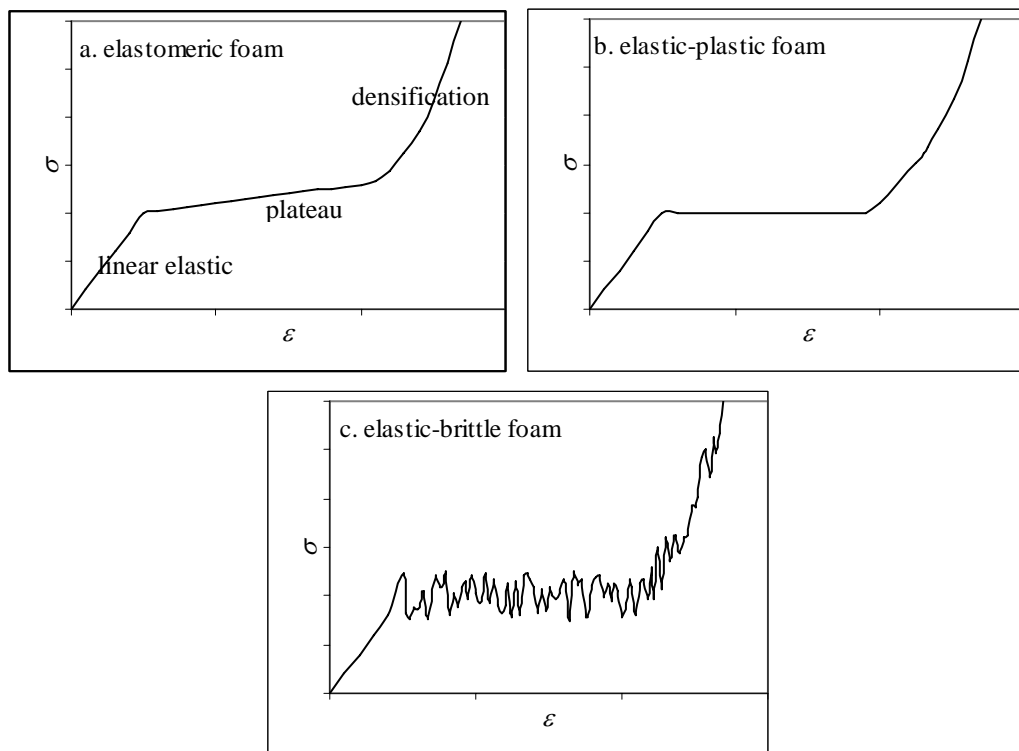 a. elastomeric foam
densification
σ
plateau
linear elastic
ε
b. elastic-plastic foam
σ
ε
c. elastic-brittle foam
σ
ε